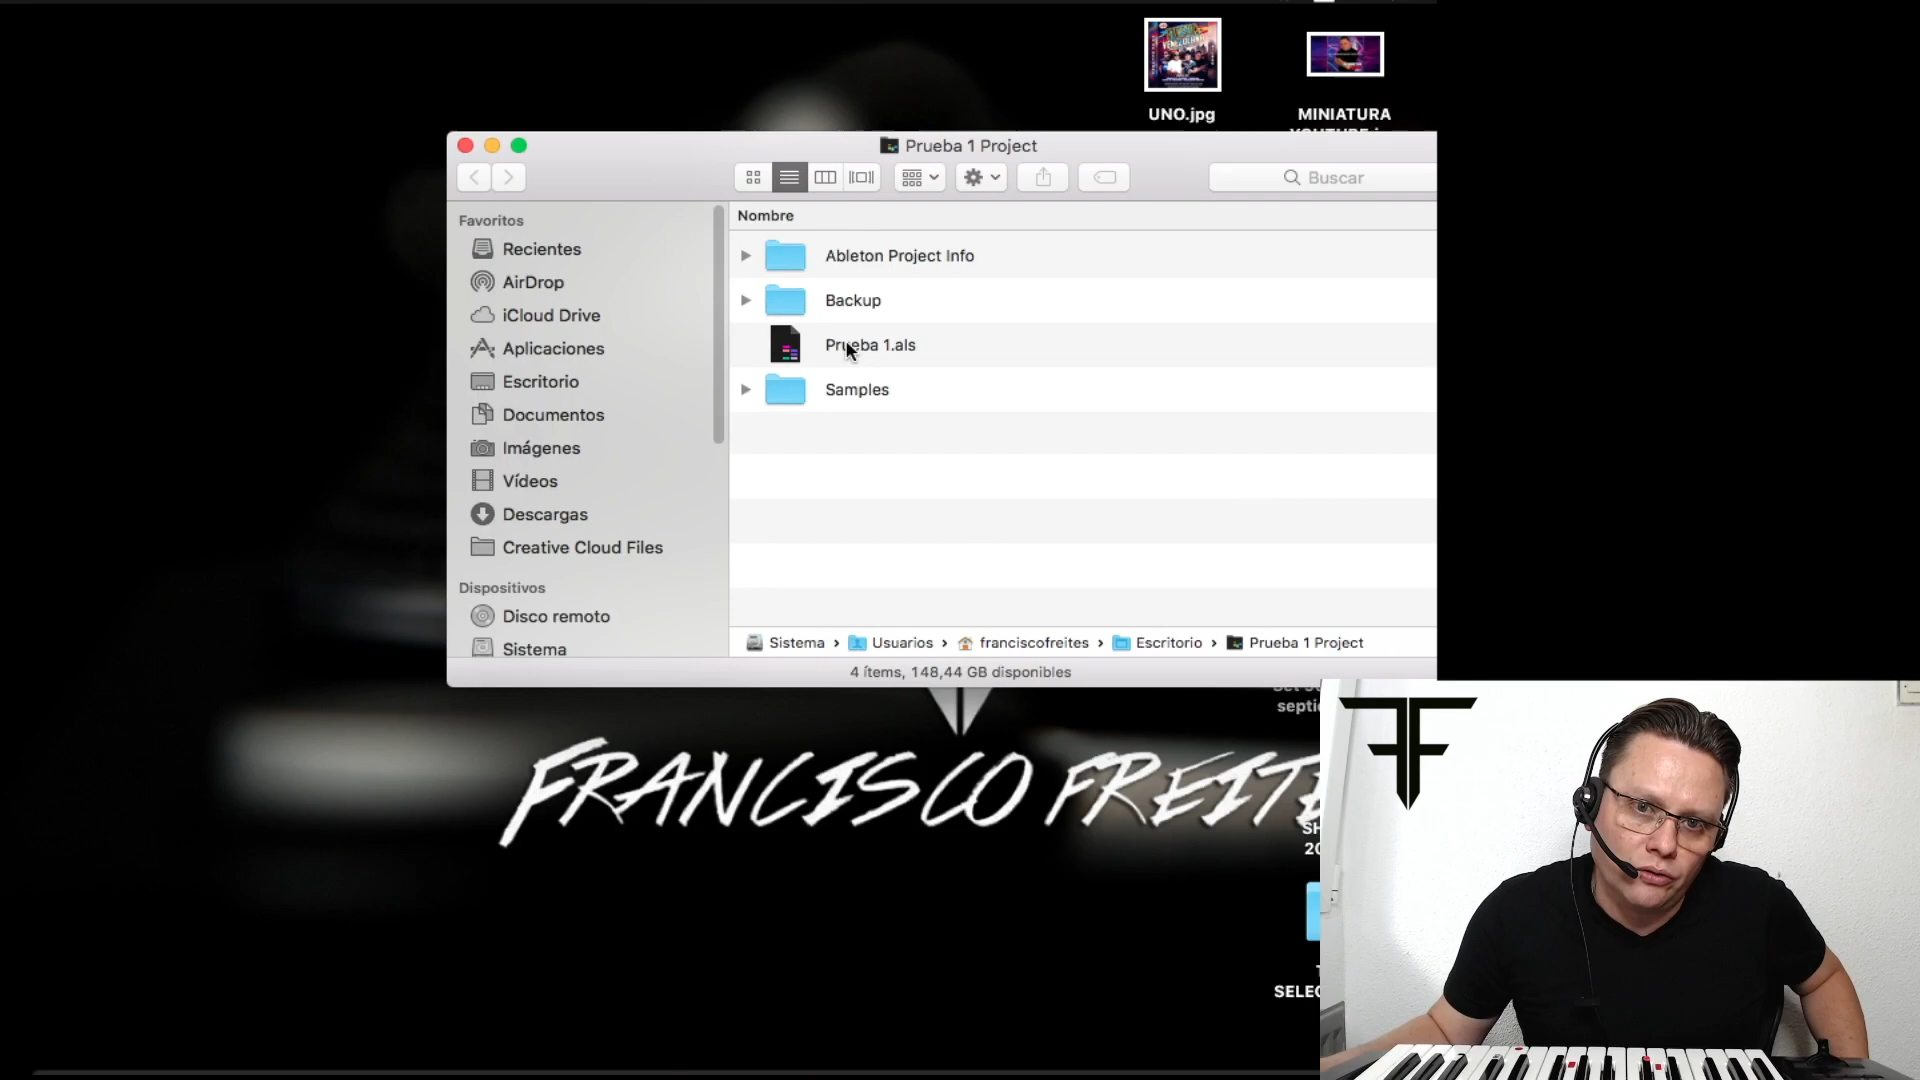 UNO.jpg
MINIATURA
Prueba 1 Project
Buscar
Favoritos
Recientes
AirDrop
iCloud Drive
Aplicaciones
Escritorio
Documentos
Imágenes
Vídeos
Descargas
Creative Cloud Files
Dispositivos
Disco remoto
Sistema
Nombre
Ableton Project Info
Backup
Prueba 1.als
Samples
Sistema › Usuarios › franciscofreites › Escritorio › Prueba 1 Project
4 ítems, 148,44 GB disponibles
FRANCISCO FREITE